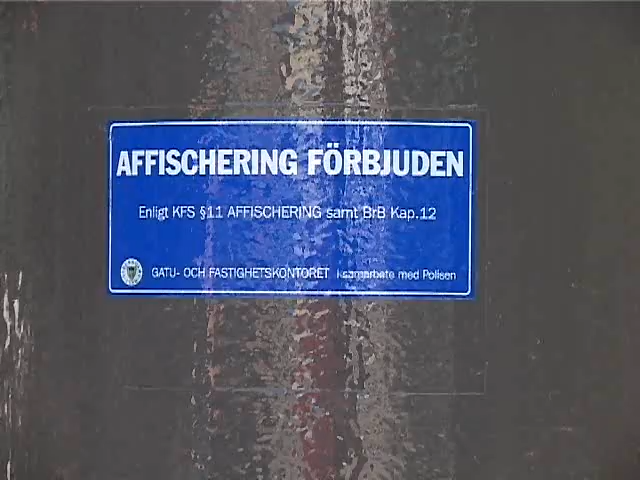 AFFISCHERING FÖRBJUDEN
Enligt KFS §11 AFFISCHERING samt BrB Kap.12
GATU- OCH FASTIGHETSKONTORET I samarbete med Polisen